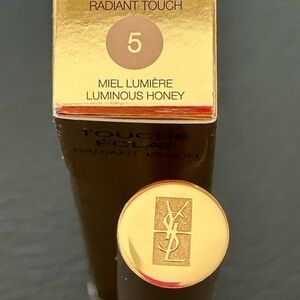 RADIANT TOUCH
5
MIEL LUMIÈRE
LUMINOUS HONEY
TOUCHE
ÉCLAT
RADIANT TOUCH
YSL